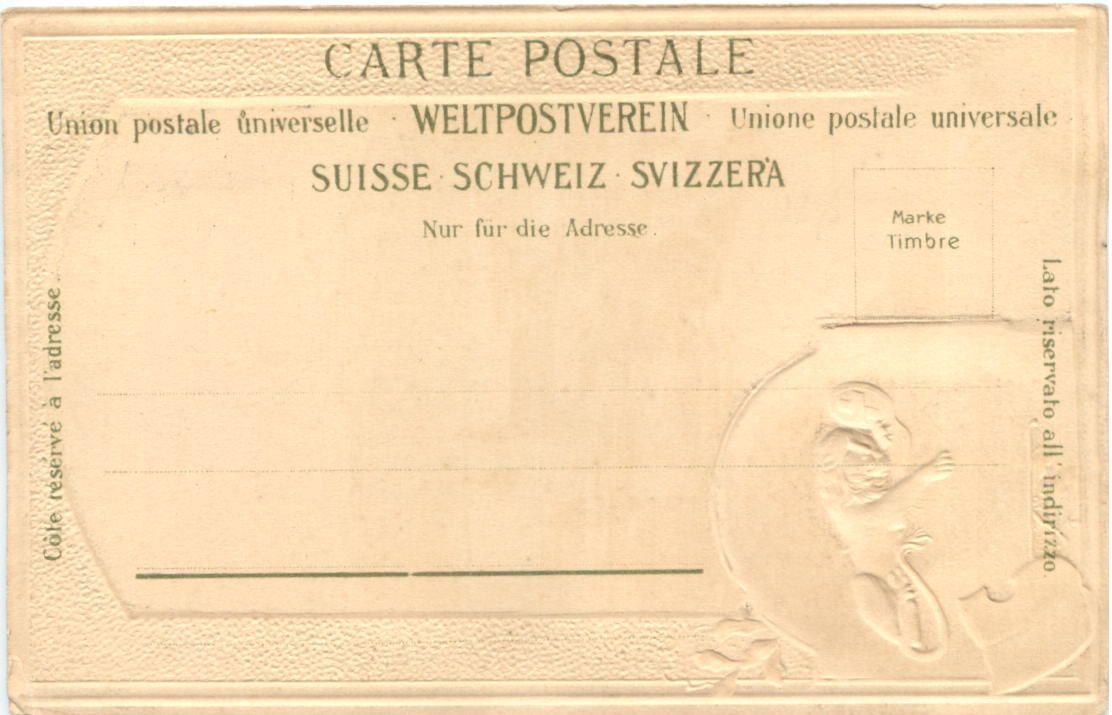 CARTE POSTALE
Union postale universelle · WELTPOSTVEREIN · Unione postale universale
SUISSE · SCHWEIZ · SVIZZERA
Nur für die Adresse.
Marke
Timbre
Côté réservé à l'adresse.
Lato riservato all' indirizzo.